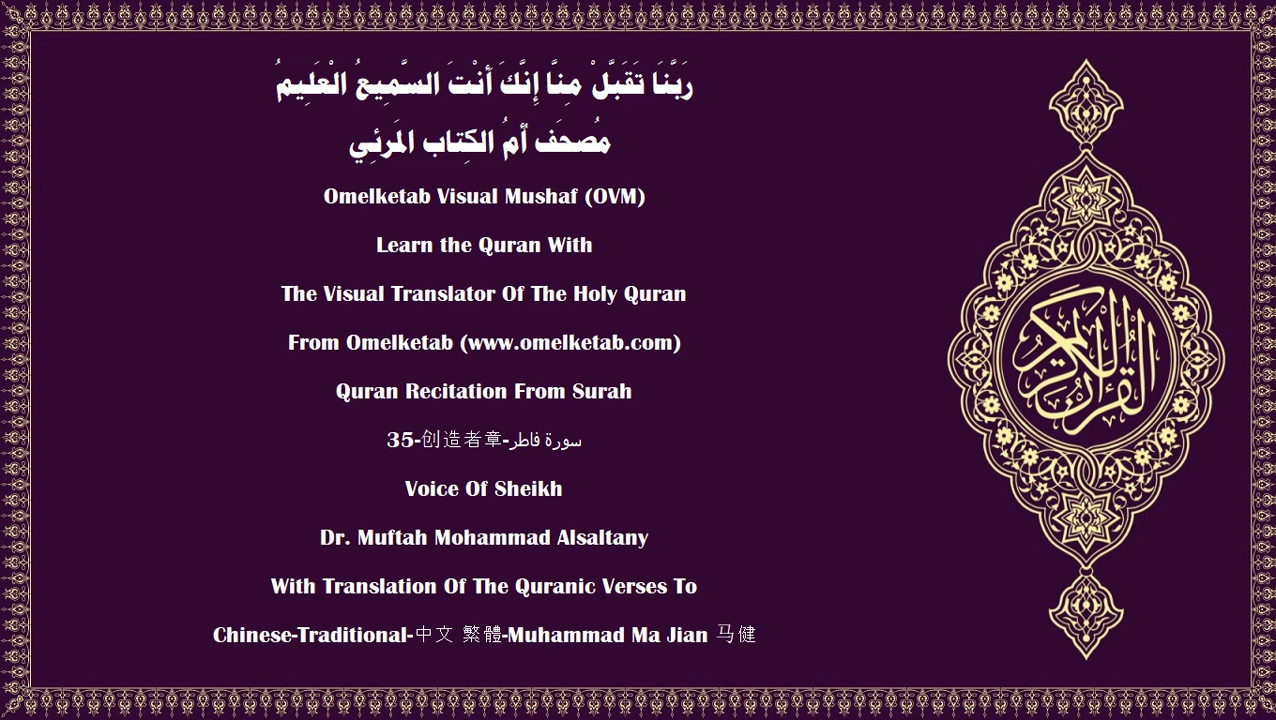 رَبَّنَا تَقَبَّلْ مِنَّا إِنَّكَ أَنْتَ السَّمِيعُ الْعَلِيمُ
مُصحَف أمُ الكِتاب المَرئِي
Omelketab Visual Mushaf (OVM)
Learn the Quran With
The Visual Translator Of The Holy Quran
From Omelketab (www.omelketab.com)
Quran Recitation From Surah
35-创造者章-سورة فاطر
Voice Of Sheikh
Dr. Muftah Mohammad Alsaltany
With Translation Of The Quranic Verses To
Chinese-Traditional-中文 繁體-Muhammad Ma Jian 马健
القرآن الكريم